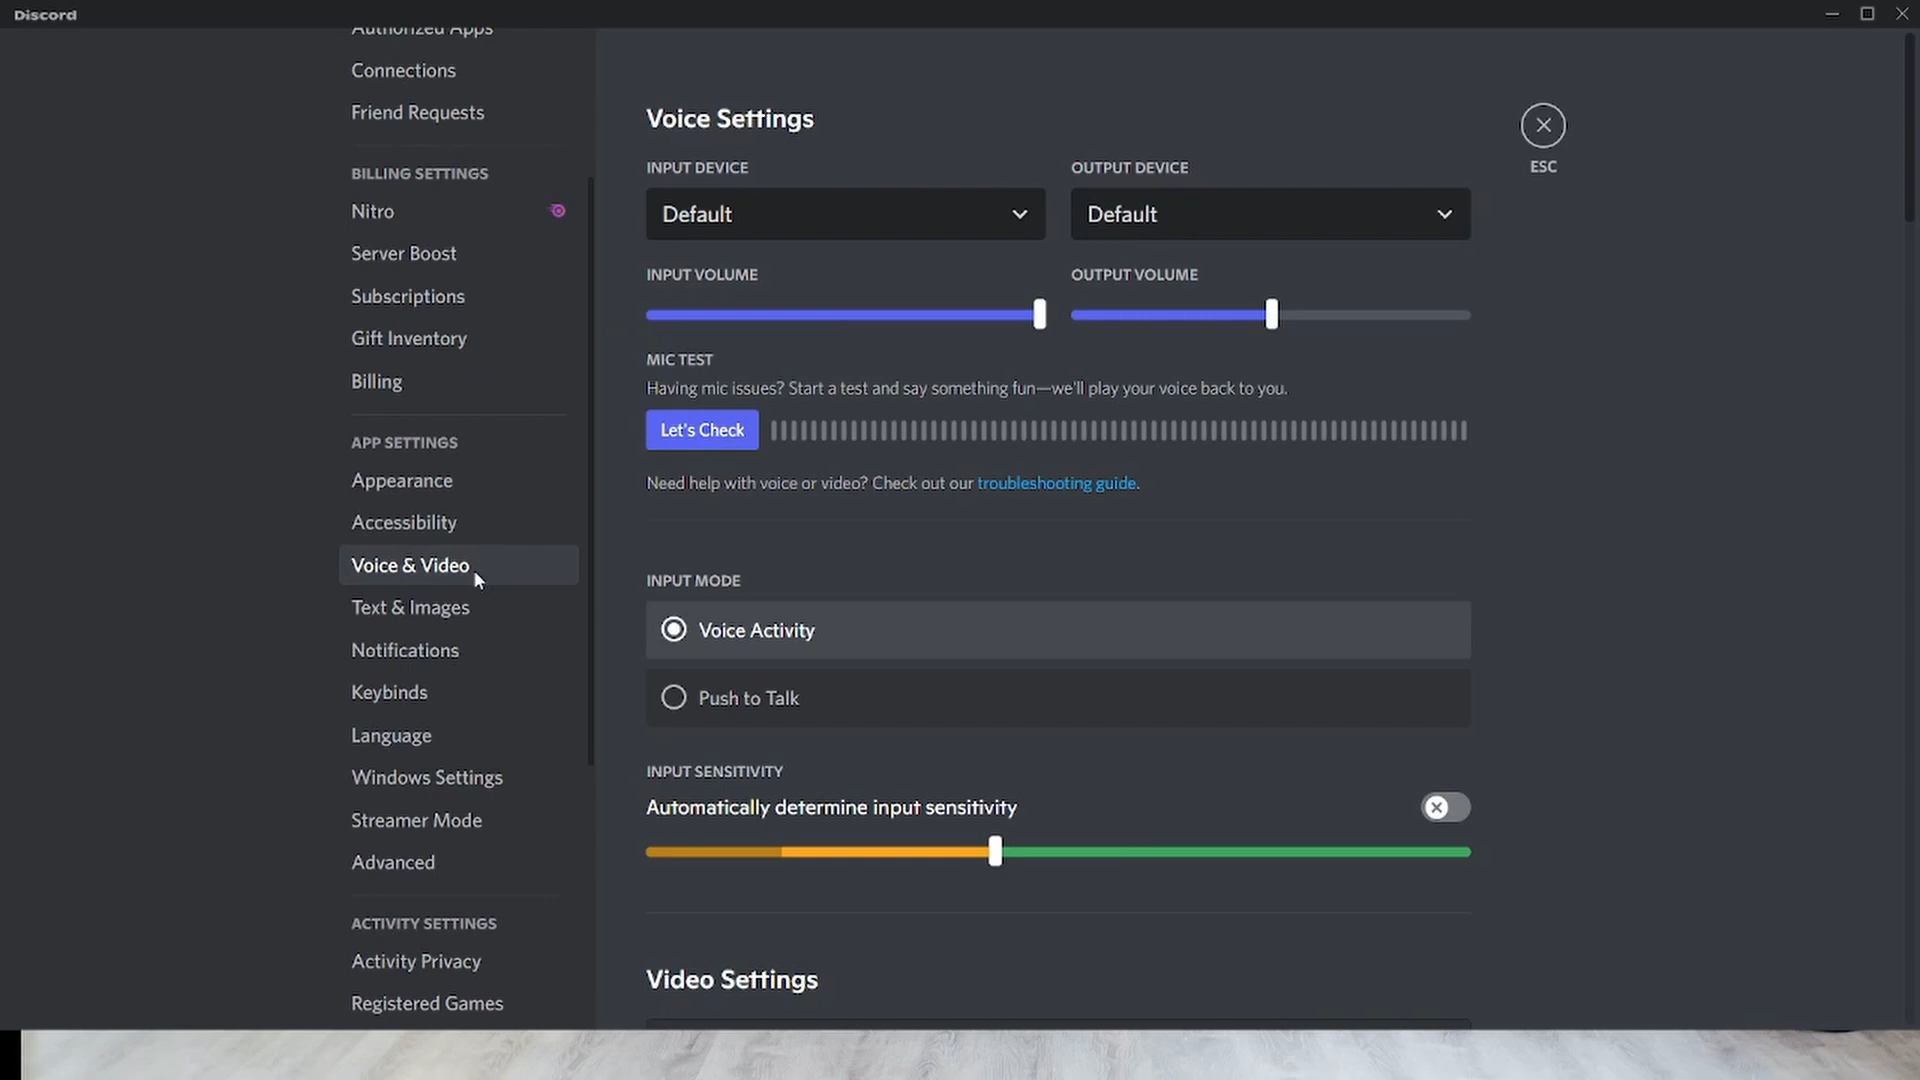 Discord
Authorized Apps
Connections
Friend Requests
BILLING SETTINGS
Nitro
Server Boost
Subscriptions
Gift Inventory
Billing
APP SETTINGS
Appearance
Accessibility
Voice & Video
Text & Images
Notifications
Keybinds
Language
Windows Settings
Streamer Mode
Advanced
ACTIVITY SETTINGS
Activity Privacy
Registered Games
Voice Settings
ESC
INPUT DEVICE
OUTPUT DEVICE
Default
Default
INPUT VOLUME
OUTPUT VOLUME
MIC TEST
Having mic issues? Start a test and say something fun—we'll play your voice back to you.
Let's Check
Need help with voice or video? Check out our troubleshooting guide.
INPUT MODE
Voice Activity
Push to Talk
INPUT SENSITIVITY
Automatically determine input sensitivity
Video Settings